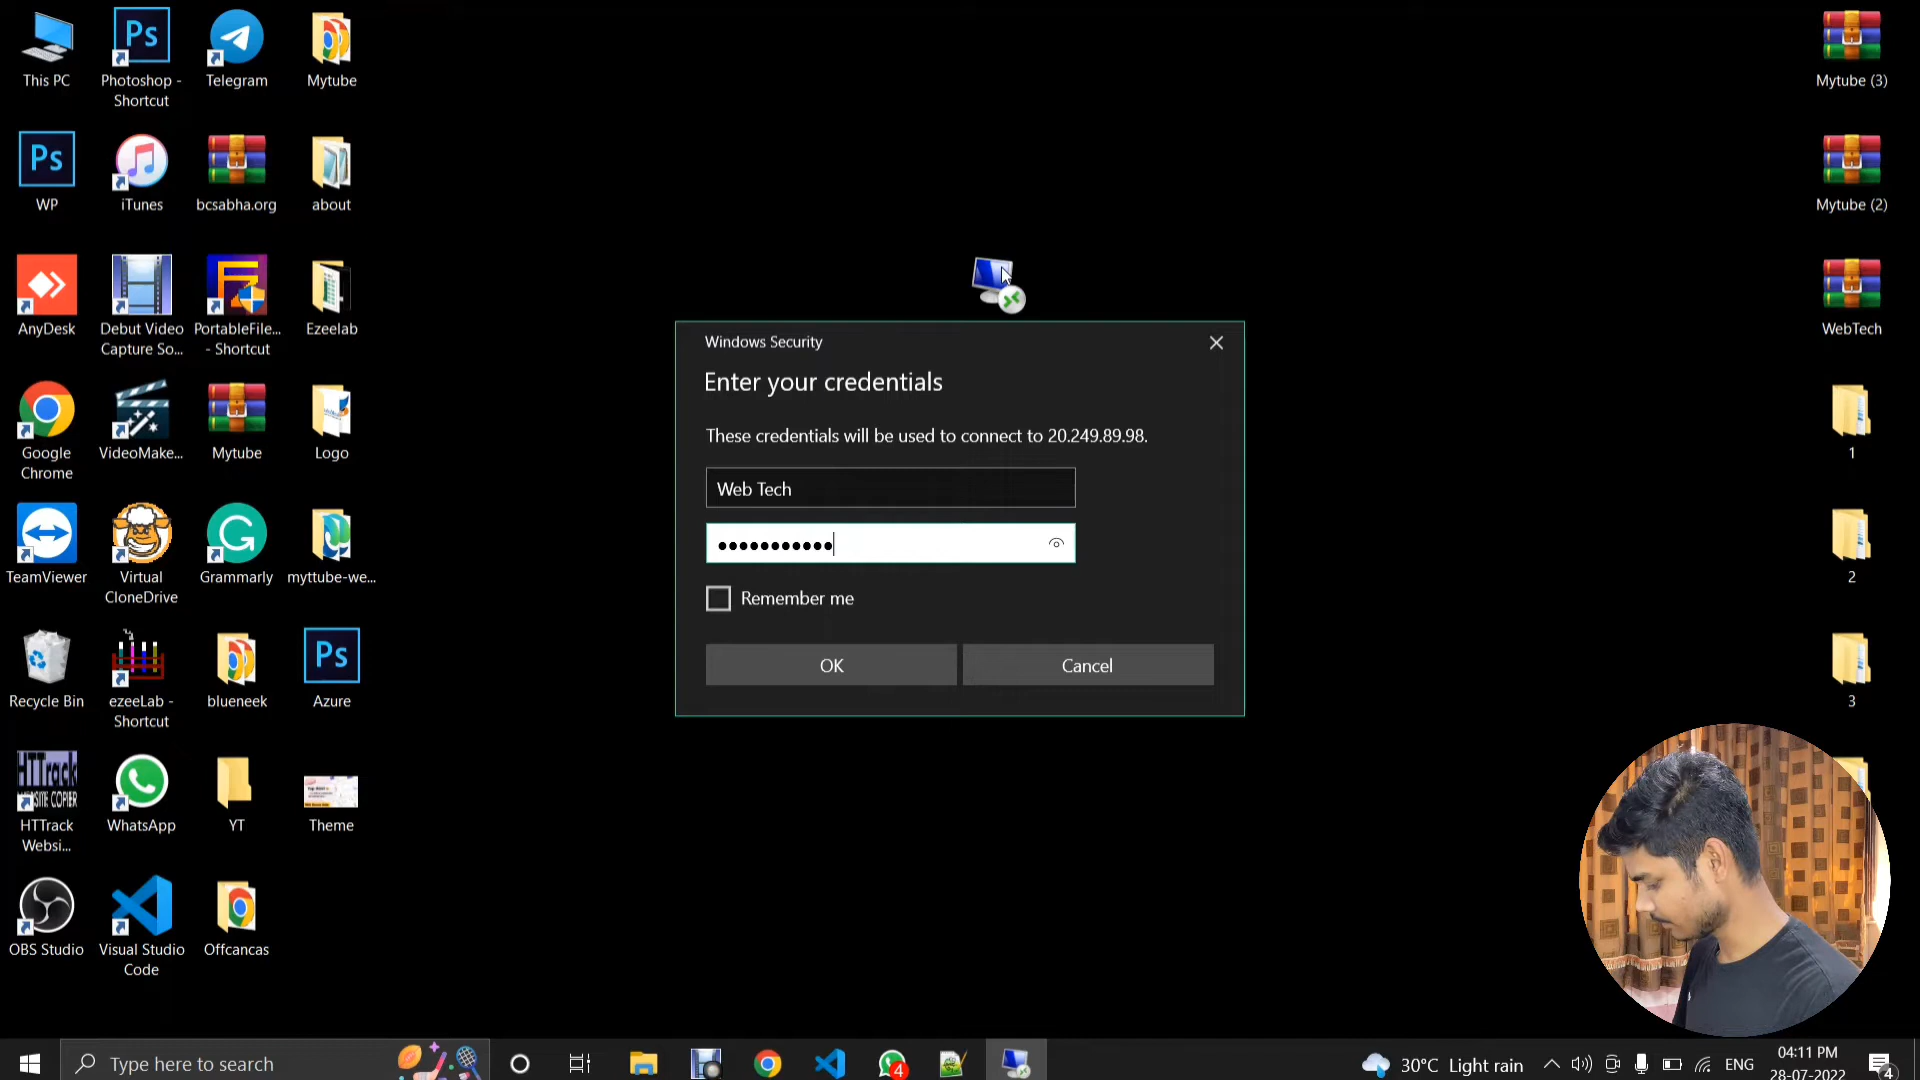 This PC
Photoshop -
Shortcut
Telegram
Mytube
Mytube (3)
WP
iTunes
bcsabha.org
about
Mytube (2)
AnyDesk
Debut Video
Capture So...
PortableFile...
- Shortcut
Ezeelab
WebTech
Google
Chrome
VideoMake...
Mytube
Logo
1
TeamViewer
Virtual
CloneDrive
Grammarly
myttube-we...
2
Recycle Bin
ezeeLab -
Shortcut
blueneek
Azure
3
HTTrack
Websi...
WhatsApp
YT
Theme
OBS Studio
Visual Studio
Code
Offcancas
Windows Security
Enter your credentials
These credentials will be used to connect to 20.249.89.98.
Web Tech
●●●●●●●●●●●
Remember me
OK
Cancel
Type here to search
4
30°C Light rain
ENG
04:11 PM
28-07-2022
4